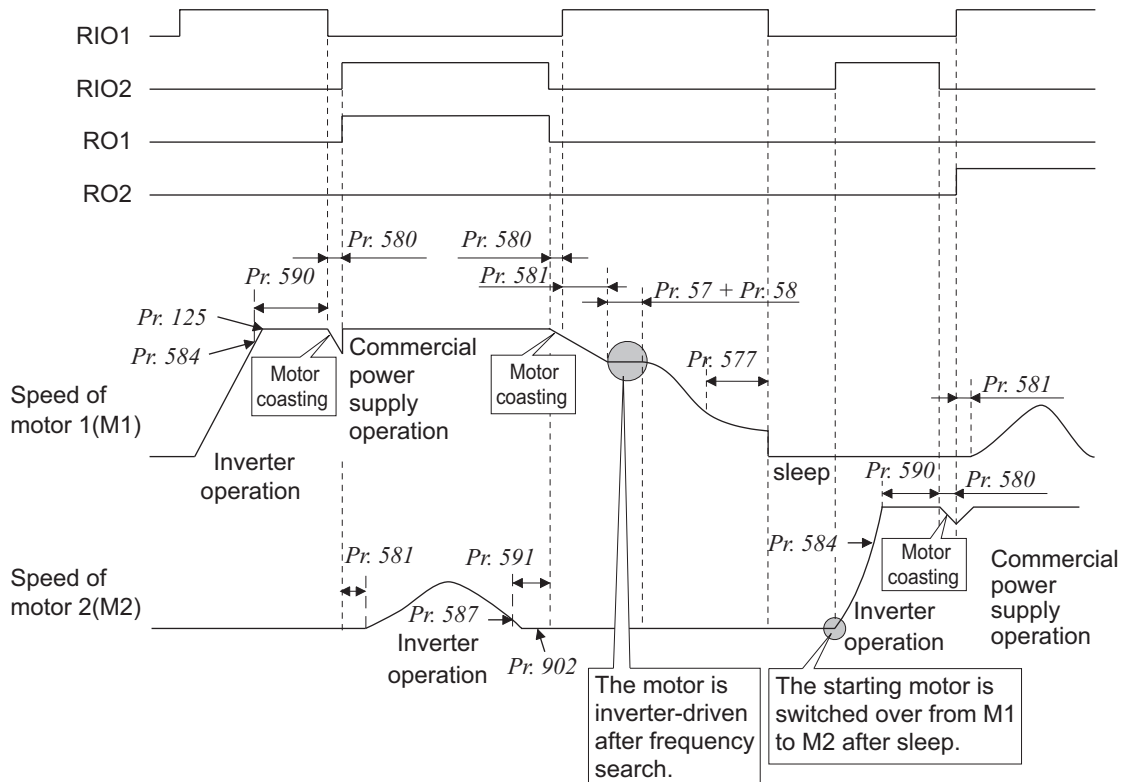 RIO1
RIO2
RO1
RO2
Pr. 580
Pr. 580
Pr. 590
Pr. 581
Pr. 57 + Pr. 58
Pr. 125
Pr. 584
Motor
coasting
Commercial
power
supply
operation
Motor
coasting
Pr. 577
Pr. 581
Speed of
motor 1(M1)
Inverter
operation
sleep
Pr. 590
Pr. 580
Pr. 581
Pr. 591
Pr. 584
Motor
coasting
Commercial
power
supply
operation
Speed of
motor 2(M2)
Pr. 587
Inverter
operation
Pr. 902
Inverter
operation
The motor is
inverter-driven
after frequency
search.
The starting motor is
switched over from M1
to M2 after sleep.